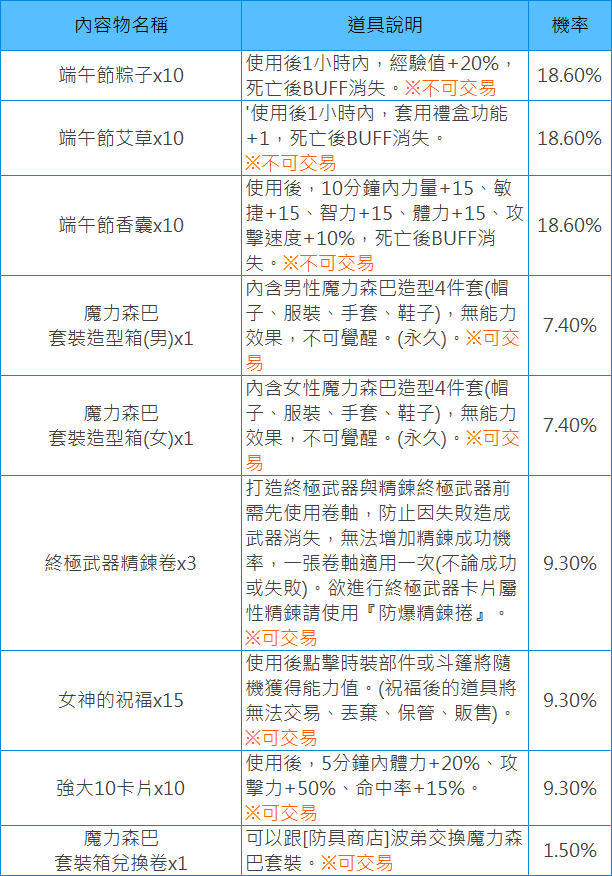 內容物名稱 道具說明 機率
端午節粽子x10 使用後1小時內，經驗值+20%，
死亡後BUFF消失。※不可交易 18.60%
端午節艾草x10 '使用後1小時內，套用禮盒功能
+1，死亡後BUFF消失。
※不可交易 18.60%
端午節香囊x10 使用後，10分鐘內力量+15、敏
捷+15、智力+15、體力+15、攻
擊速度+10%，死亡後BUFF消
失。※不可交易 18.60%
魔力森巴
套裝造型箱(男)x1 內含男性魔力森巴造型4件套(帽
子、服裝、手套、鞋子)，無能力
效果，不可覺醒。(永久)。※可交
易 7.40%
魔力森巴
套裝造型箱(女)x1 內含女性魔力森巴造型4件套(帽
子、服裝、手套、鞋子)，無能力
效果，不可覺醒。(永久)。※可交
易 7.40%
終極武器精鍊卷x3 打造終極武器與精鍊終極武器前
需先使用卷軸，防止因失敗造成
武器消失，無法增加精鍊成功機
率，一張卷軸適用一次(不論成功
或失敗)。欲進行終極武器卡片屬
性精鍊請使用『防爆精鍊捲』。
※可交易 9.30%
女神的祝福x15 使用後點擊時裝部件或斗篷將隨
機獲得能力值。(祝福後的道具將
無法交易、丟棄、保管、販售)。
※可交易 9.30%
強大10卡片x10 使用後，5分鐘內體力+20%、攻
擊力+50%、命中率+15%。
※可交易 9.30%
魔力森巴
套裝箱兌換卷x1 可以跟[防具商店]波弟交換魔力森
巴套裝。※可交易 1.50%